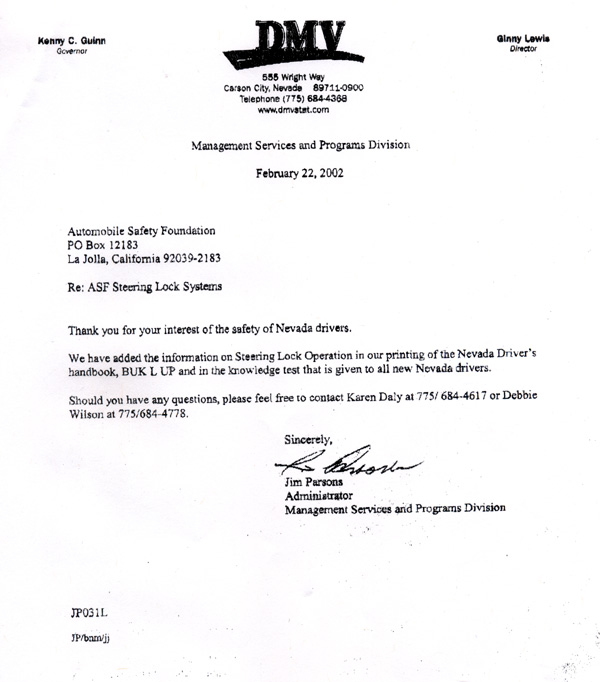 Kenny C. Guinn
Governor
DMV
Ginny Lewis
Director
555 Wright Way
Carson City, Nevada 89711-0900
Telephone (775) 684-4368
www.dmvstat.com
Management Services and Programs Division
February 22, 2002
Automobile Safety Foundation
PO Box 12183
La Jolla, California 92039-2183
Re: ASF Steering Lock Systems
Thank you for your interest of the safety of Nevada drivers.
We have added the information on Steering Lock Operation in our printing of the Nevada Driver's
handbook, BUK L UP and in the knowledge test that is given to all new Nevada drivers.
Should you have any questions, please feel free to contact Karen Daly at 775/ 684-4617 or Debbie
Wilson at 775/684-4778.
Sincerely,
Jim Parsons
Administrator
Management Services and Programs Division
JP031L
JP/bnm/jj